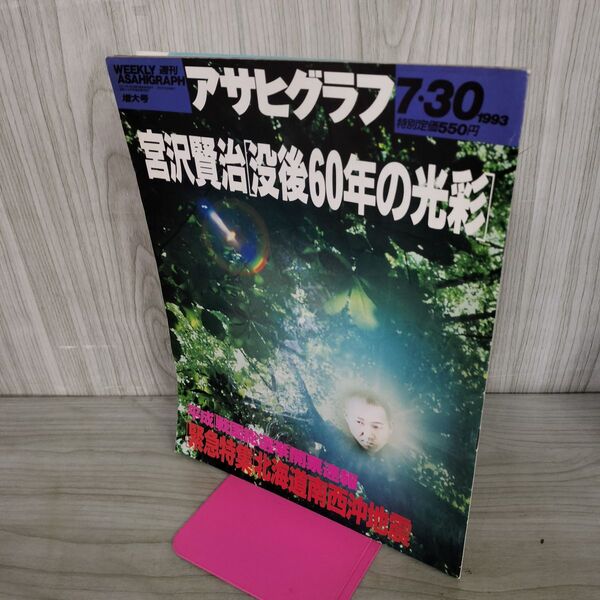 WEEKLY 週刊
ASAHIGRAPH
増大号
アサヒグラフ
7・30 1993
特別定価550円
宮沢賢治[没後60年の光彩]
緊急特集北海道南西沖地震